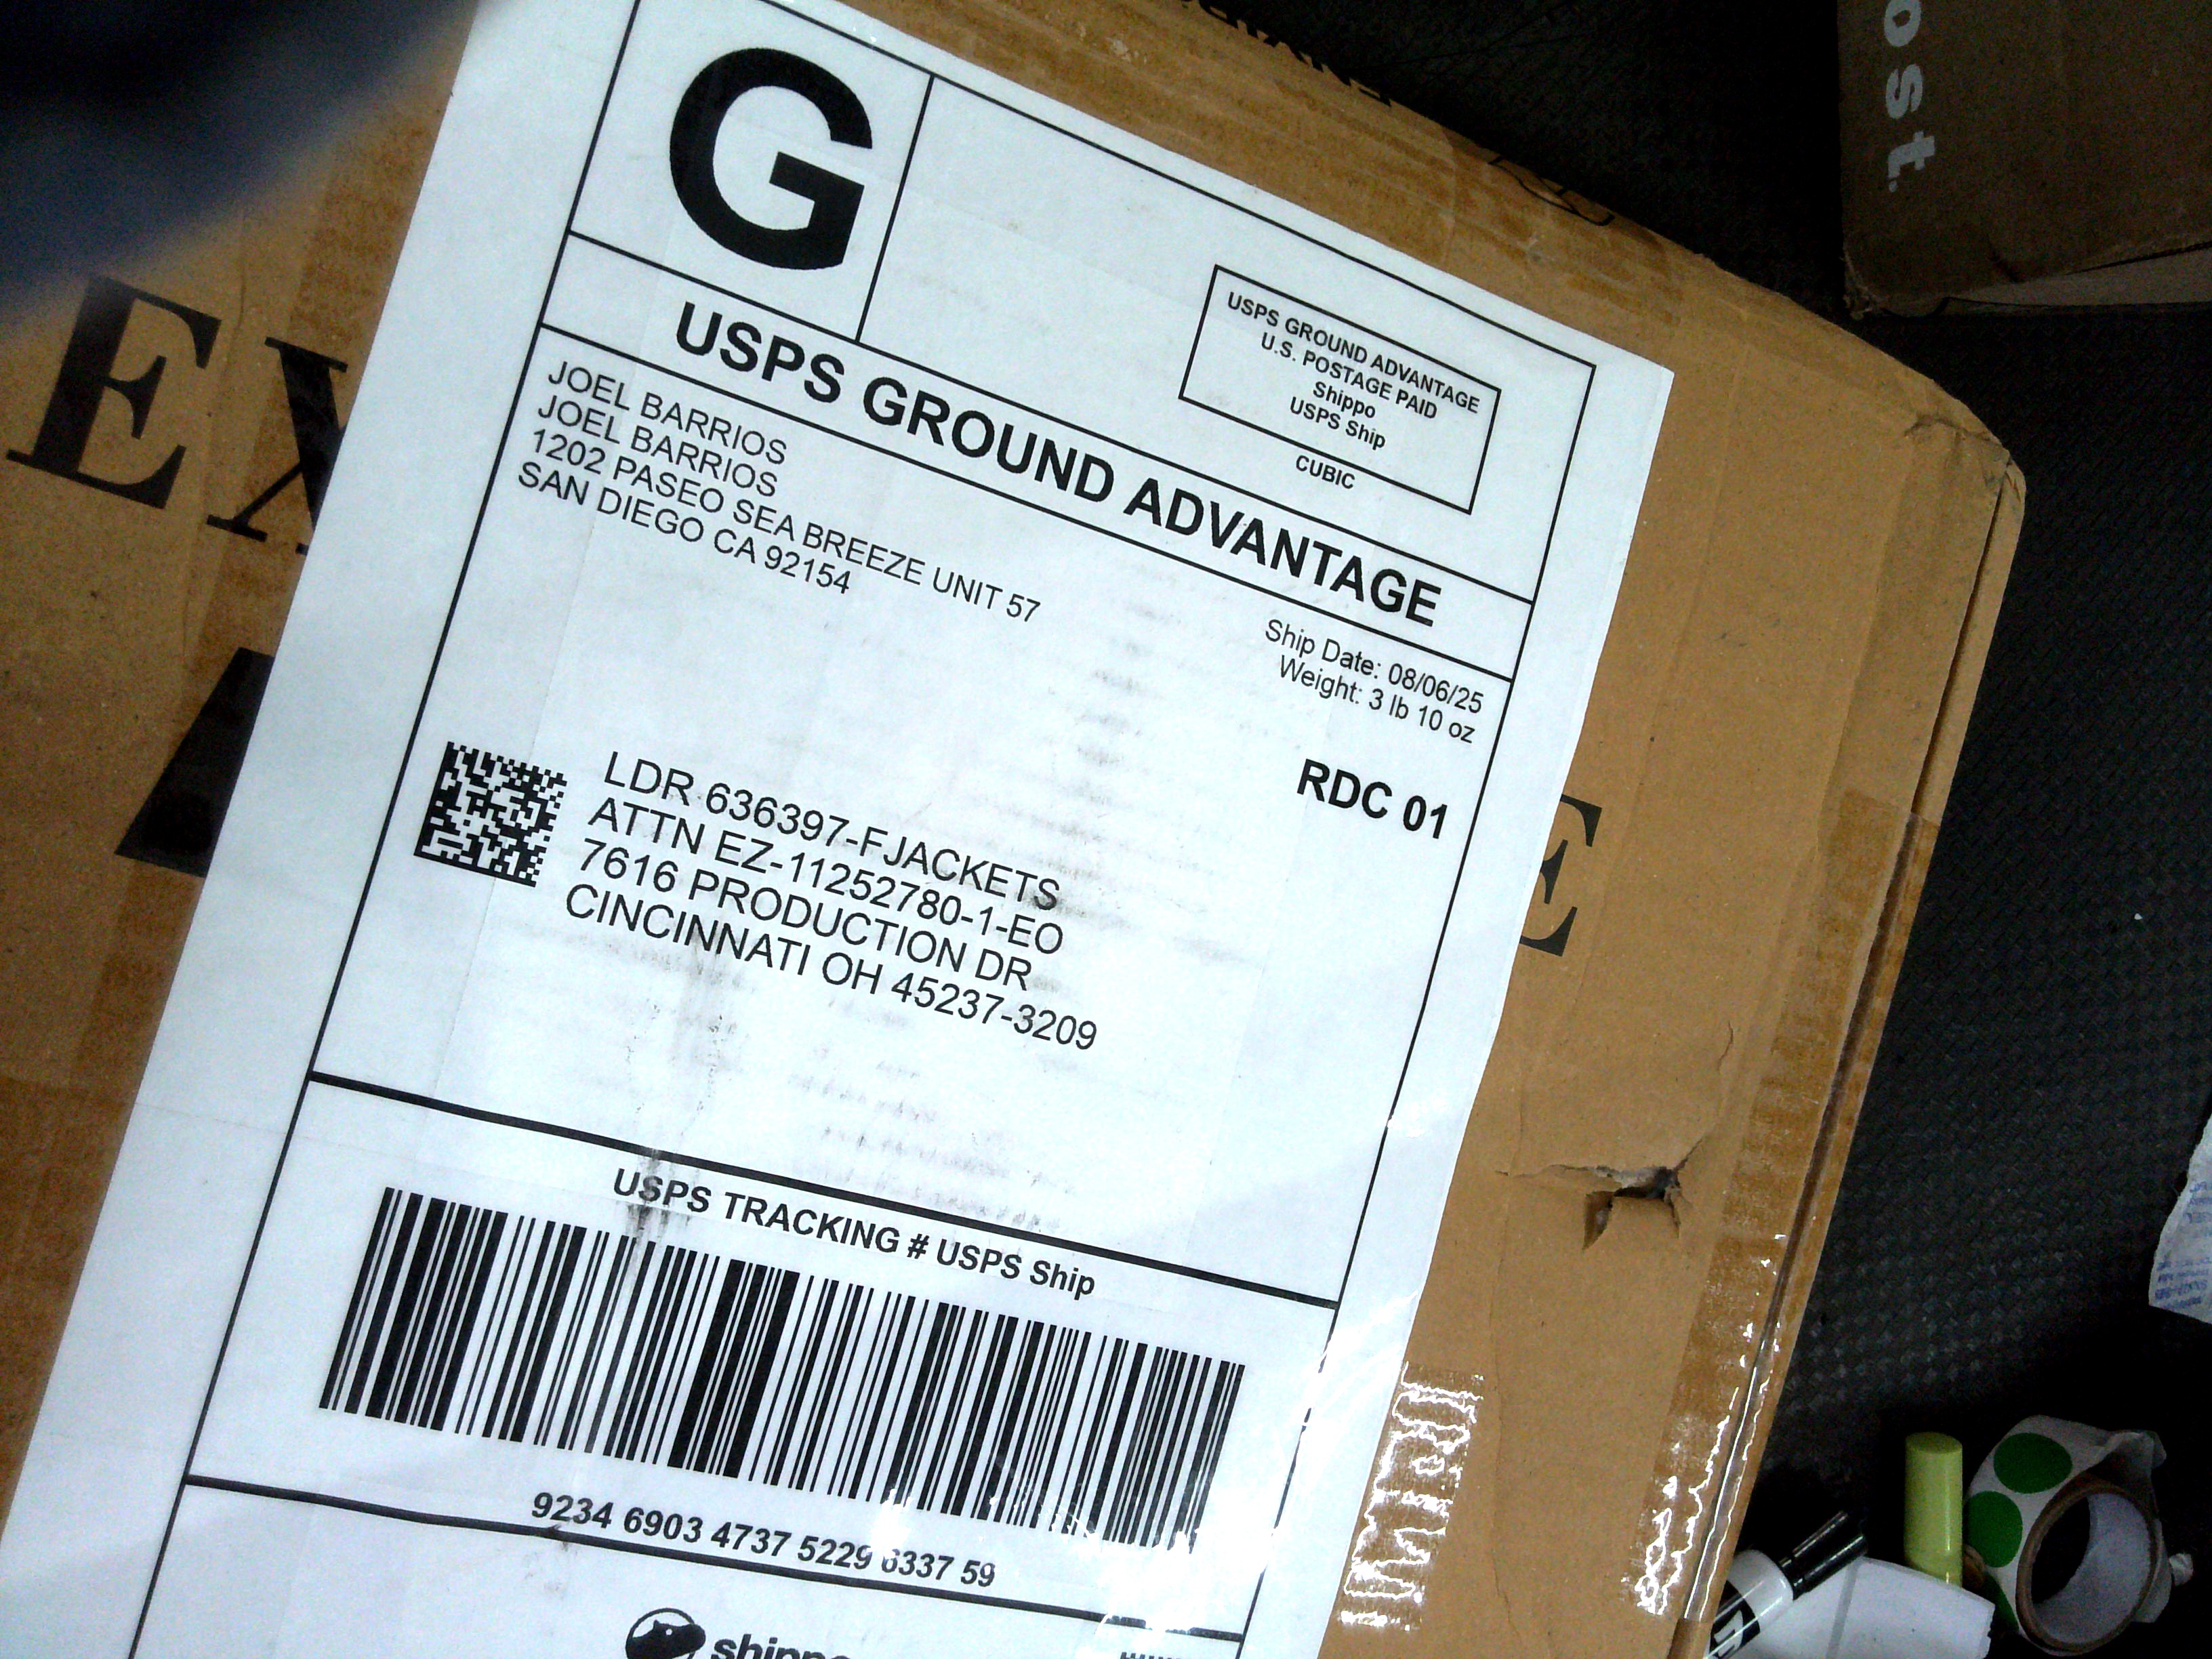 G
USPS GROUND ADVANTAGE
U.S. POSTAGE PAID
Shippo
USPS Ship
CUBIC
USPS GROUND ADVANTAGE
JOEL BARRIOS
JOEL BARRIOS
1202 PASEO SEA BREEZE UNIT 57
SAN DIEGO CA 92154
Ship Date: 08/06/25
Weight: 3 lb 10 oz
RDC 01
LDR 636397-FJACKETS
ATTN EZ-11252780-1-EO
7616 PRODUCTION DR
CINCINNATI OH 45237-3209
USPS TRACKING # USPS Ship
9234 6903 4737 5229 6337 59
shippo
EX
A
E
ost.